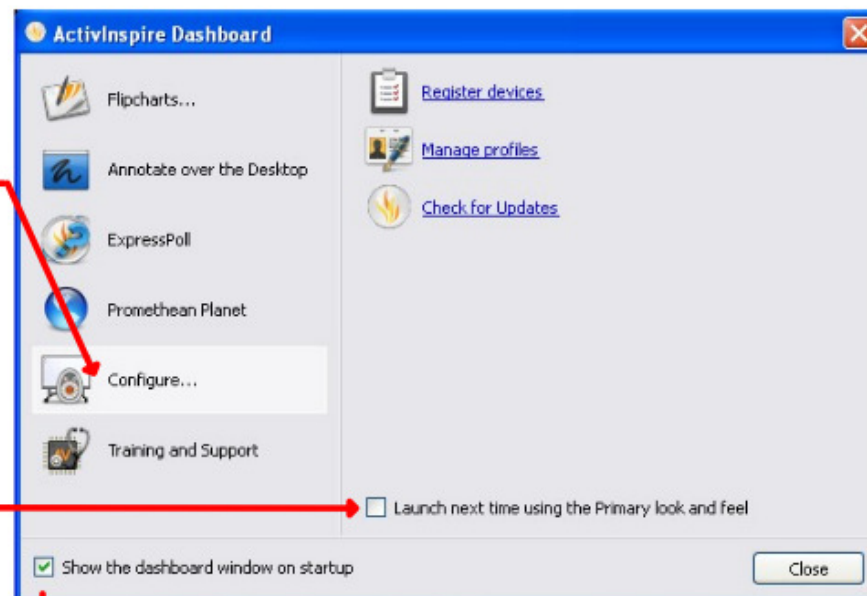 ActivInspire Dashboard
Flipcharts...
Annotate over the Desktop
ExpressPoll
Promethean Planet
Configure...
Training and Support
Register devices
Manage profiles
Check for Updates
Launch next time using the Primary look and feel
Show the dashboard window on startup
Close